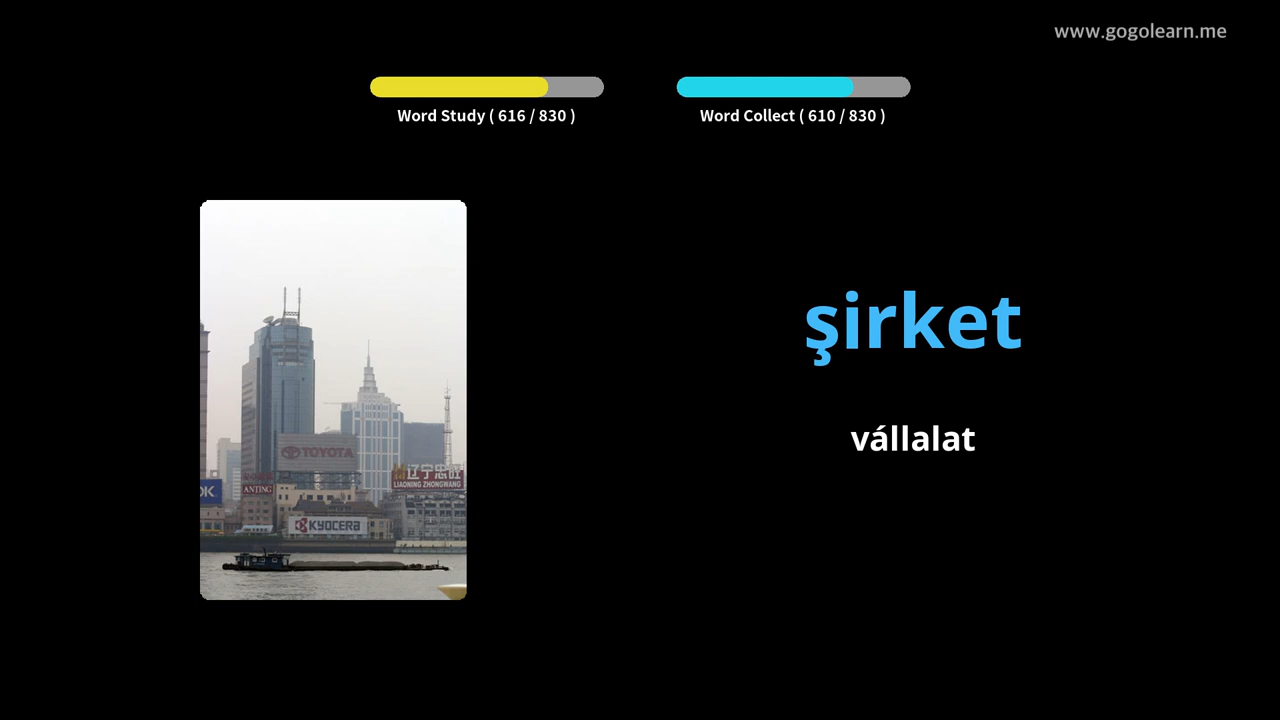 www.gogolearn.me
Word Study ( 616 / 830 )
Word Collect ( 610 / 830 )
şirket
vállalat
TOYOTA
辽宁忠旺
LIAONING ZHONGWANG
OK
ANTING
KYOCERA